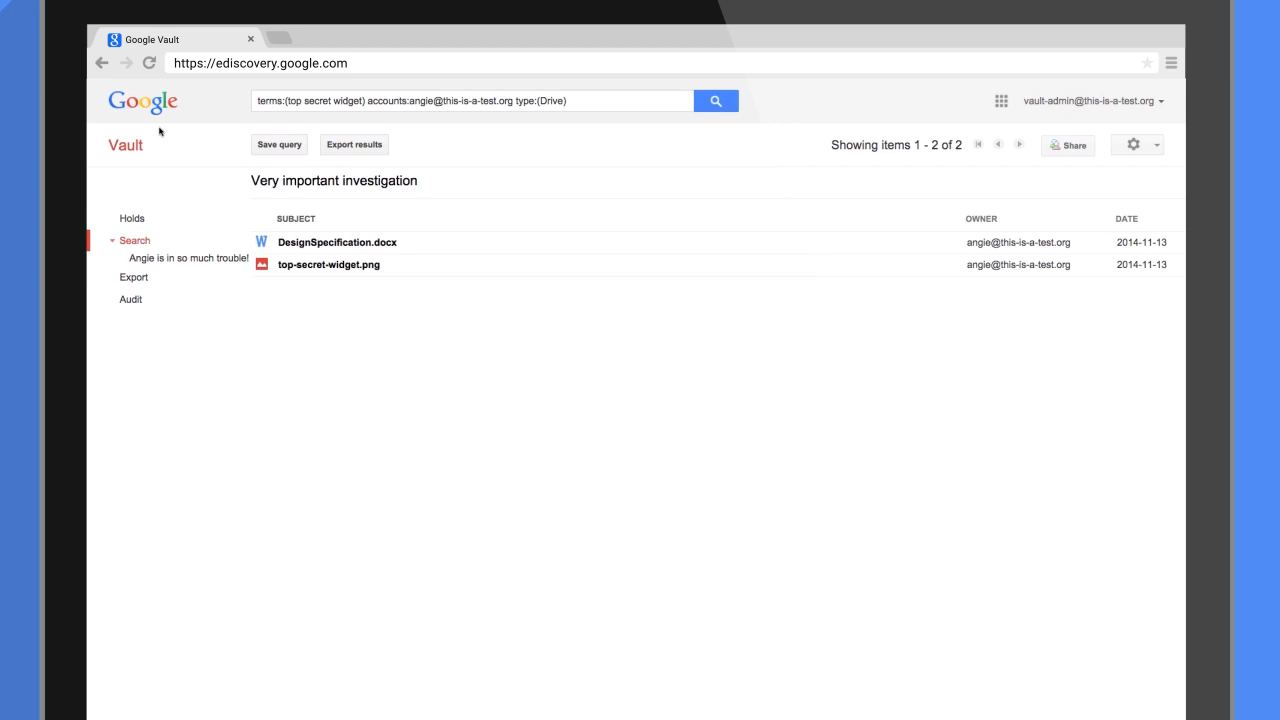 Google Vault
https://ediscovery.google.com
Google
terms:(top secret widget) accounts:angie@this-is-a-test.org type:(Drive)
vault-admin@this-is-a-test.org
Vault
Save query
Export results
Showing items 1 - 2 of 2
Share
Very important investigation
Holds
SUBJECT
OWNER
DATE
Search
DesignSpecification.docx
angie@this-is-a-test.org
2014-11-13
Angie is in so much trouble!
top-secret-widget.png
angie@this-is-a-test.org
2014-11-13
Export
Audit